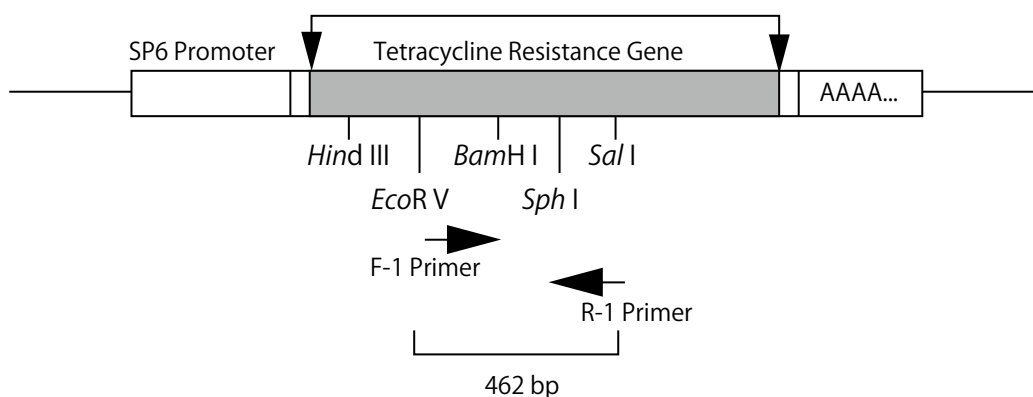 SP6 Promoter
Tetracycline Resistance Gene
AAAA...
Hind III
BamH I
Sal I
EcoR V
Sph I
F-1 Primer
R-1 Primer
462 bp